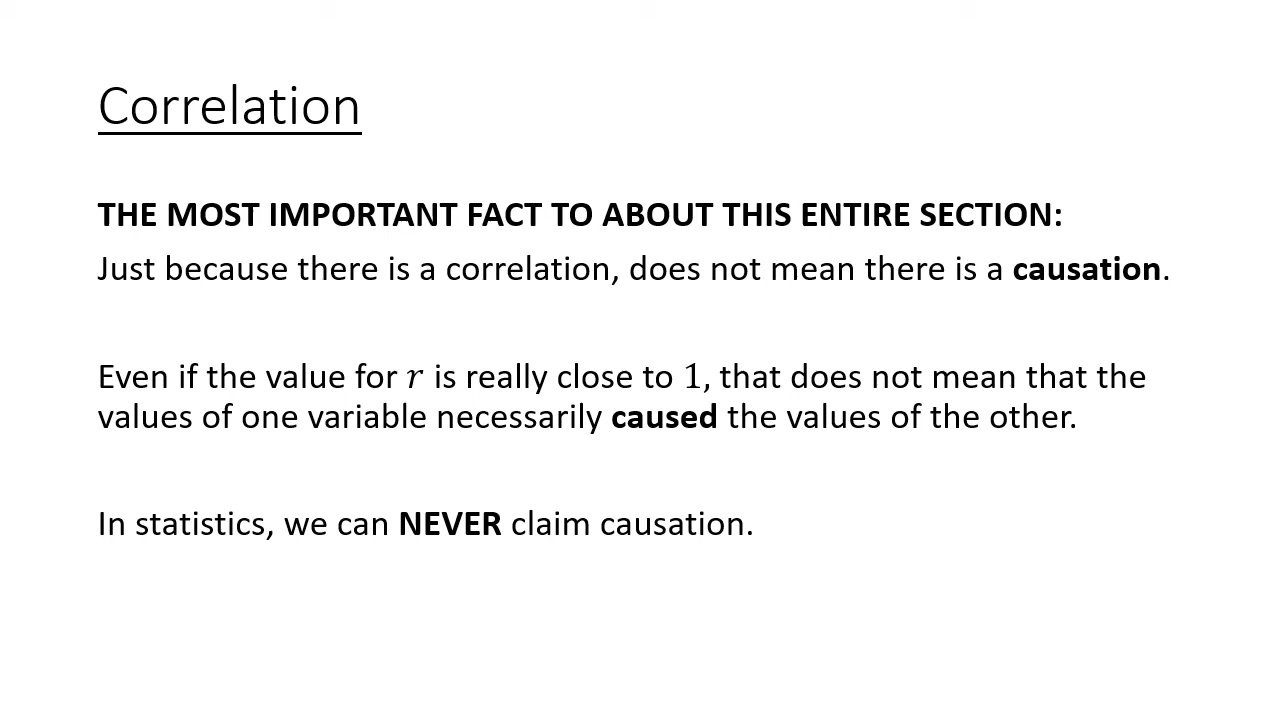 Correlation
THE MOST IMPORTANT FACT TO ABOUT THIS ENTIRE SECTION:
Just because there is a correlation, does not mean there is a causation.
Even if the value for r is really close to 1, that does not mean that the
values of one variable necessarily caused the values of the other.
In statistics, we can NEVER claim causation.